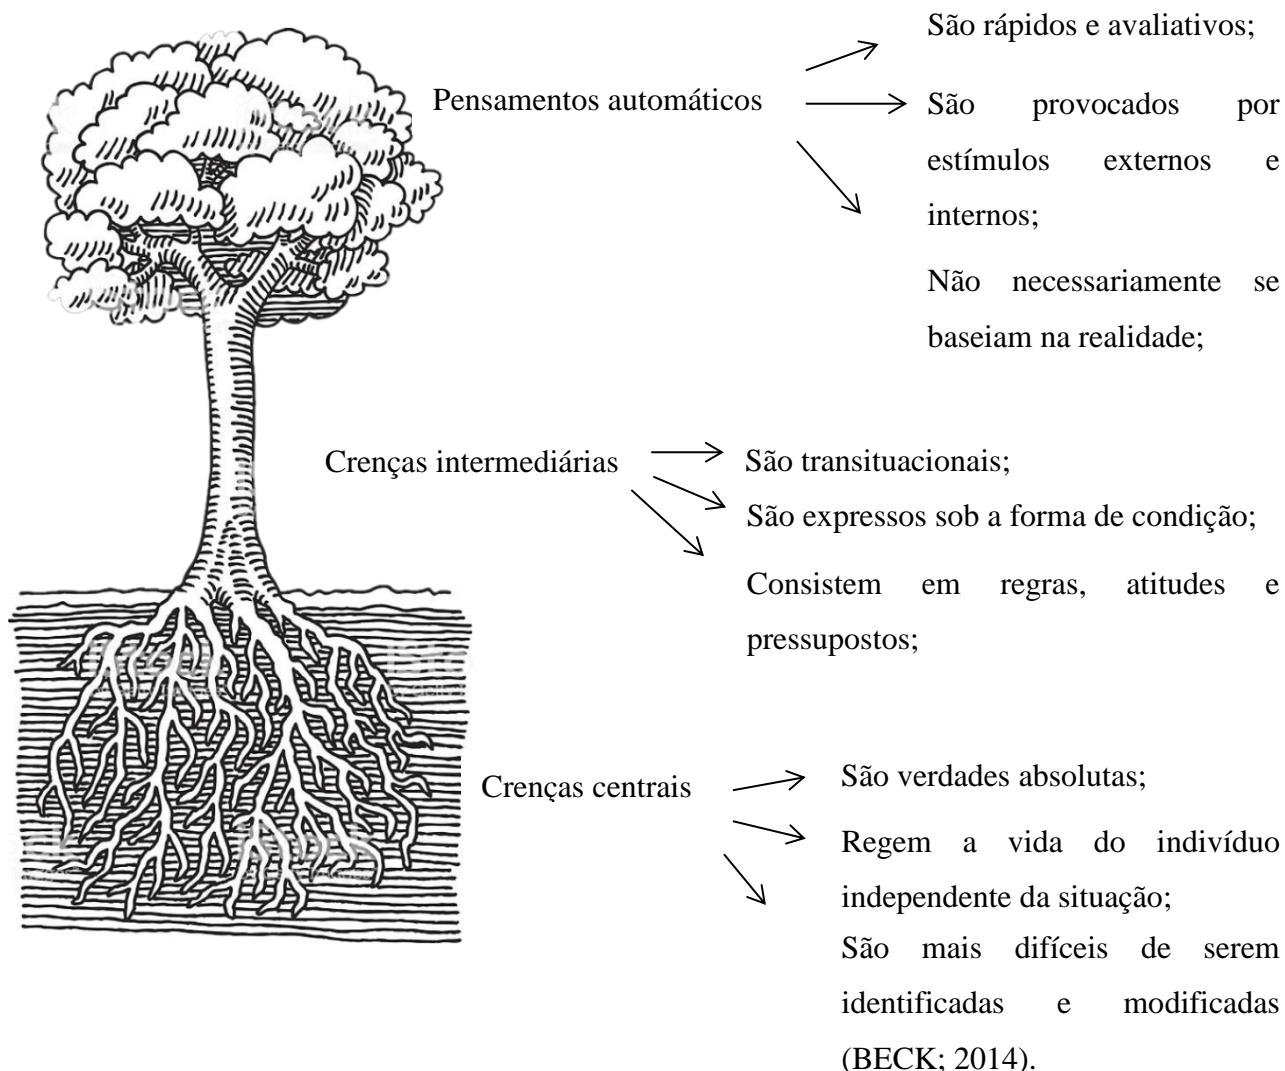 São rápidos e avaliativos;
Pensamentos automáticos
São provocados por
estímulos externos e
internos;
Não necessariamente se
baseiam na realidade;
Crenças intermediárias
São transituacionais;
São expressos sob a forma de condição;
Consistem em regras, atitudes e
pressupostos;
Crenças centrais
São verdades absolutas;
Regem a vida do indivíduo
independente da situação;
São mais difíceis de serem
identificadas e modificadas
(BECK; 2014).